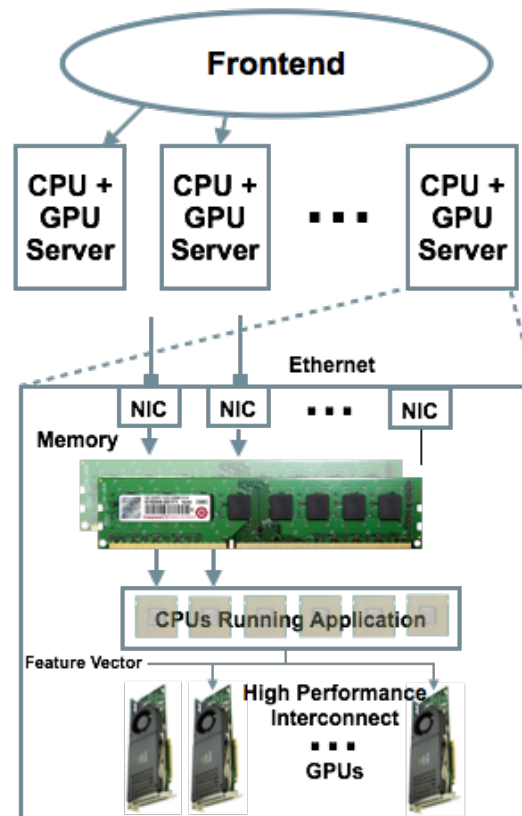 Frontend
CPU +
GPU
Server
CPU +
GPU
Server
...
CPU +
GPU
Server
Ethernet
NIC
NIC
...
NIC
Memory
CPUs Running Application
Feature Vector
High Performance
Interconnect
...
GPUs